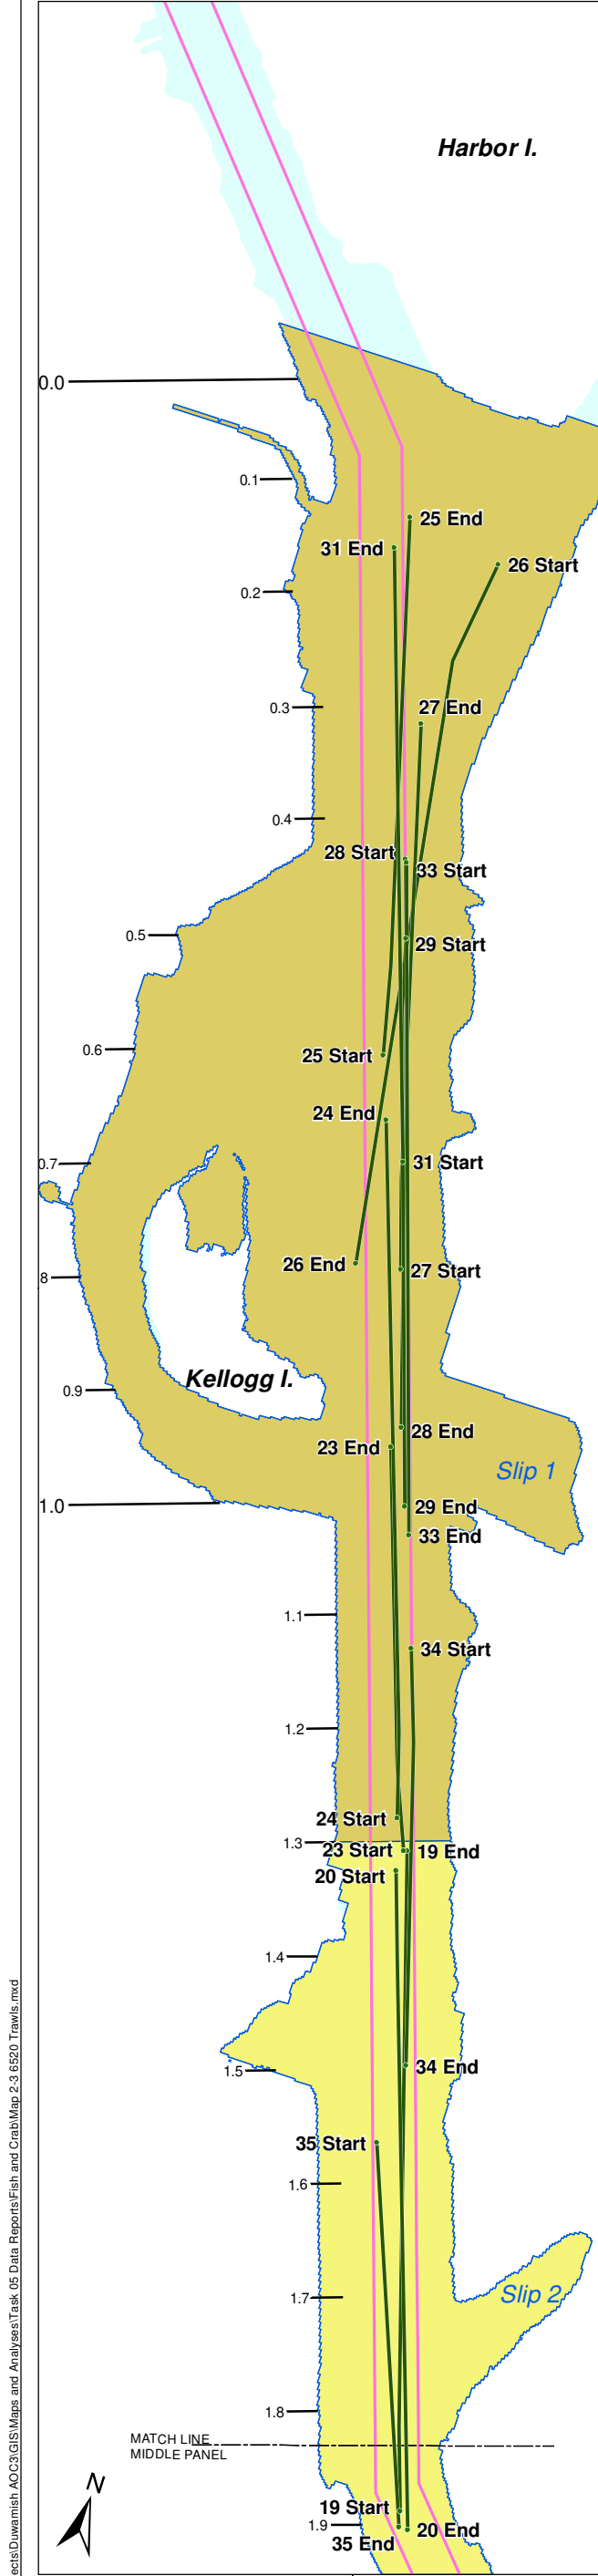 Harbor I.
0.0
0.1
25 End
31 End
26 Start
0.2
0.3
27 End
0.4
28 Start
33 Start
0.5
29 Start
0.6
25 Start
24 End
0.7
31 Start
26 End
27 Start
8
Kellogg I.
0.9
28 End
23 End
Slip 1
1.0
29 End
33 End
1.1
34 Start
1.2
24 Start
1.3
23 Start
19 End
20 Start
1.4
34 End
1.5
35 Start
1.6
Slip 2
1.7
1.8
MATCH LINE
MIDDLE PANEL
N
19 Start
1.9
20 End
35 End
ects\Duwamish AOC3\GIS\Maps and Analyses\Task 05 Data Reports\Fish and Crab\Map 2-3 6520 Trawls.mxd